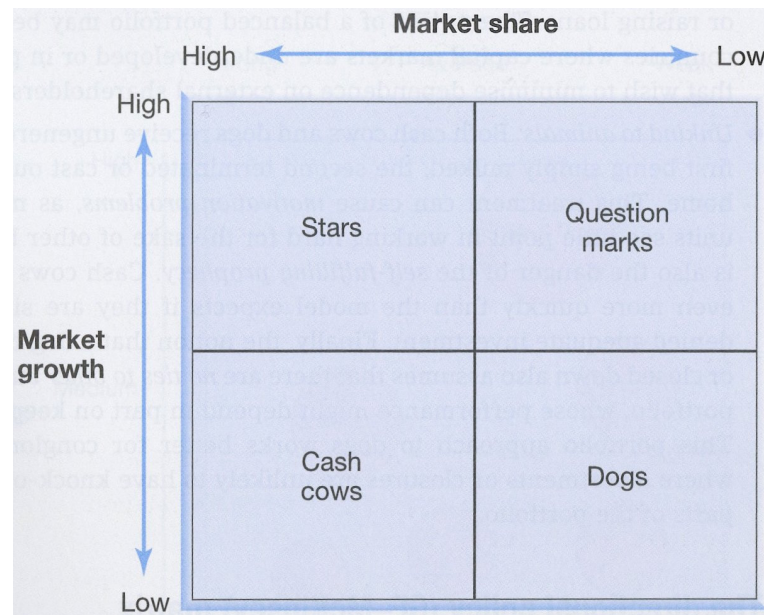 Market share
High
Low
High
Stars
Question
marks
Market
growth
Cash
cows
Dogs
Low